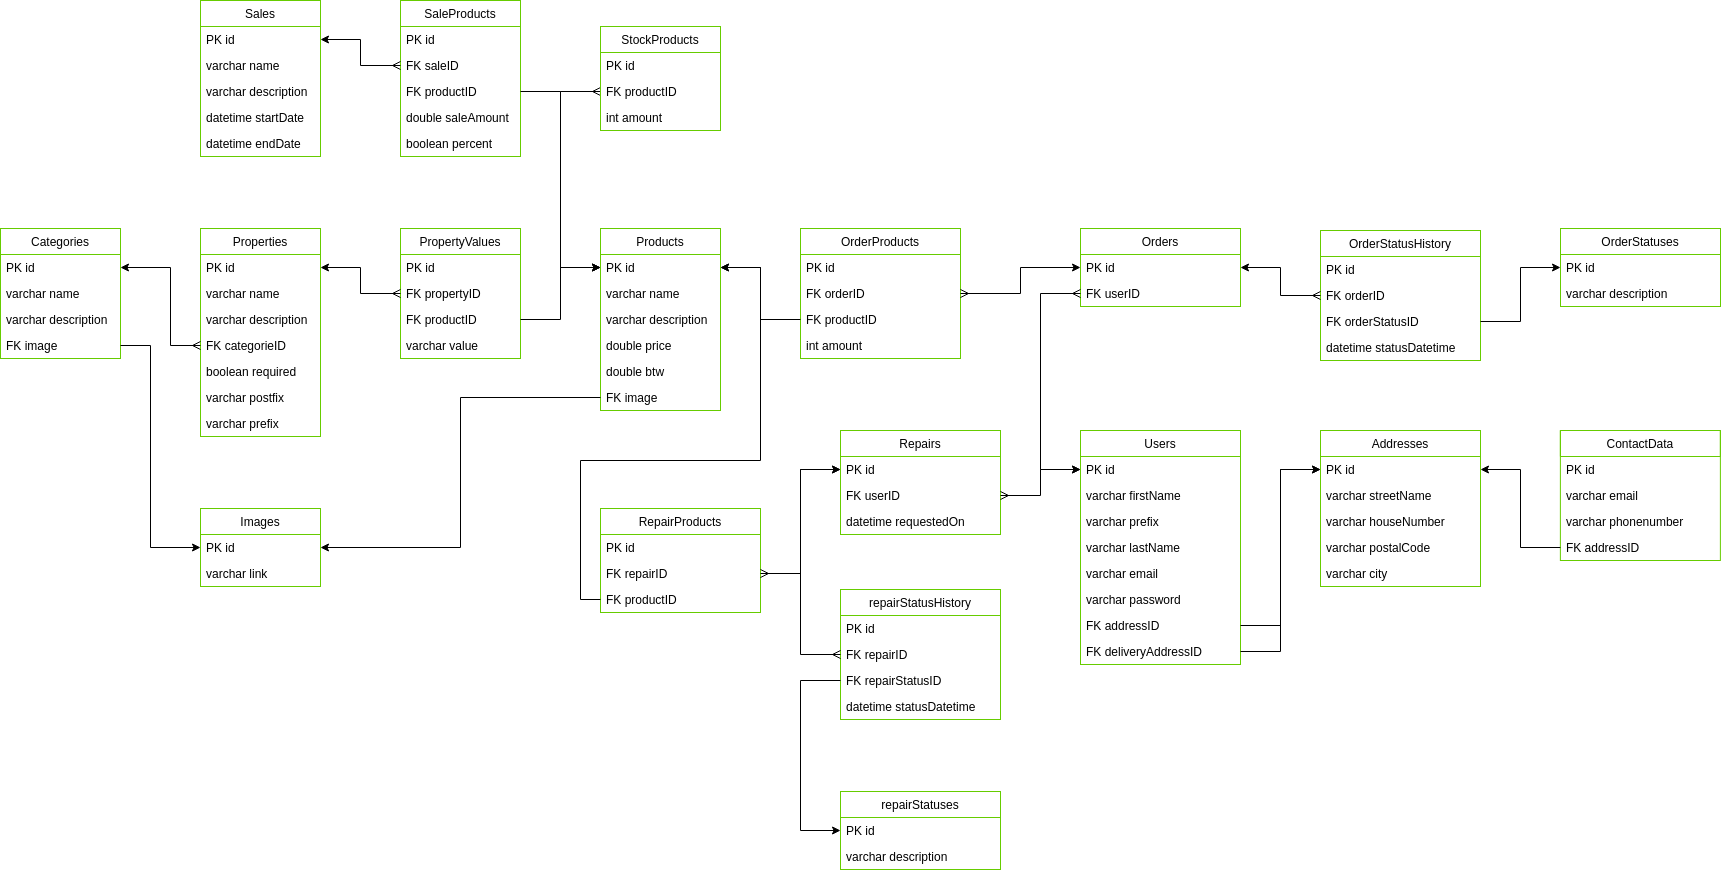 Sales
PK id
varchar name
varchar description
datetime startDate
datetime endDate
SaleProducts
PK id
FK saleID
FK productID
double saleAmount
boolean percent
StockProducts
PK id
FK productID
int amount
Categories
PK id
varchar name
varchar description
FK image
Properties
PK id
varchar name
varchar description
FK categorieID
boolean required
varchar postfix
varchar prefix
PropertyValues
PK id
FK propertyID
FK productID
varchar value
Products
PK id
varchar name
varchar description
double price
double btw
FK image
OrderProducts
PK id
FK orderID
FK productID
int amount
Orders
PK id
FK userID
OrderStatusHistory
PK id
FK orderID
FK orderStatusID
datetime statusDatetime
OrderStatuses
PK id
varchar description
Images
PK id
varchar link
RepairProducts
PK id
FK repairID
FK productID
Repairs
PK id
FK userID
datetime requestedOn
Users
PK id
varchar firstName
varchar prefix
varchar lastName
varchar email
varchar password
FK addressID
FK deliveryAddressID
Addresses
PK id
varchar streetName
varchar houseNumber
varchar postalCode
varchar city
ContactData
PK id
varchar email
varchar phonenumber
FK addressID
repairStatusHistory
PK id
FK repairID
FK repairStatusID
datetime statusDatetime
repairStatuses
PK id
varchar description